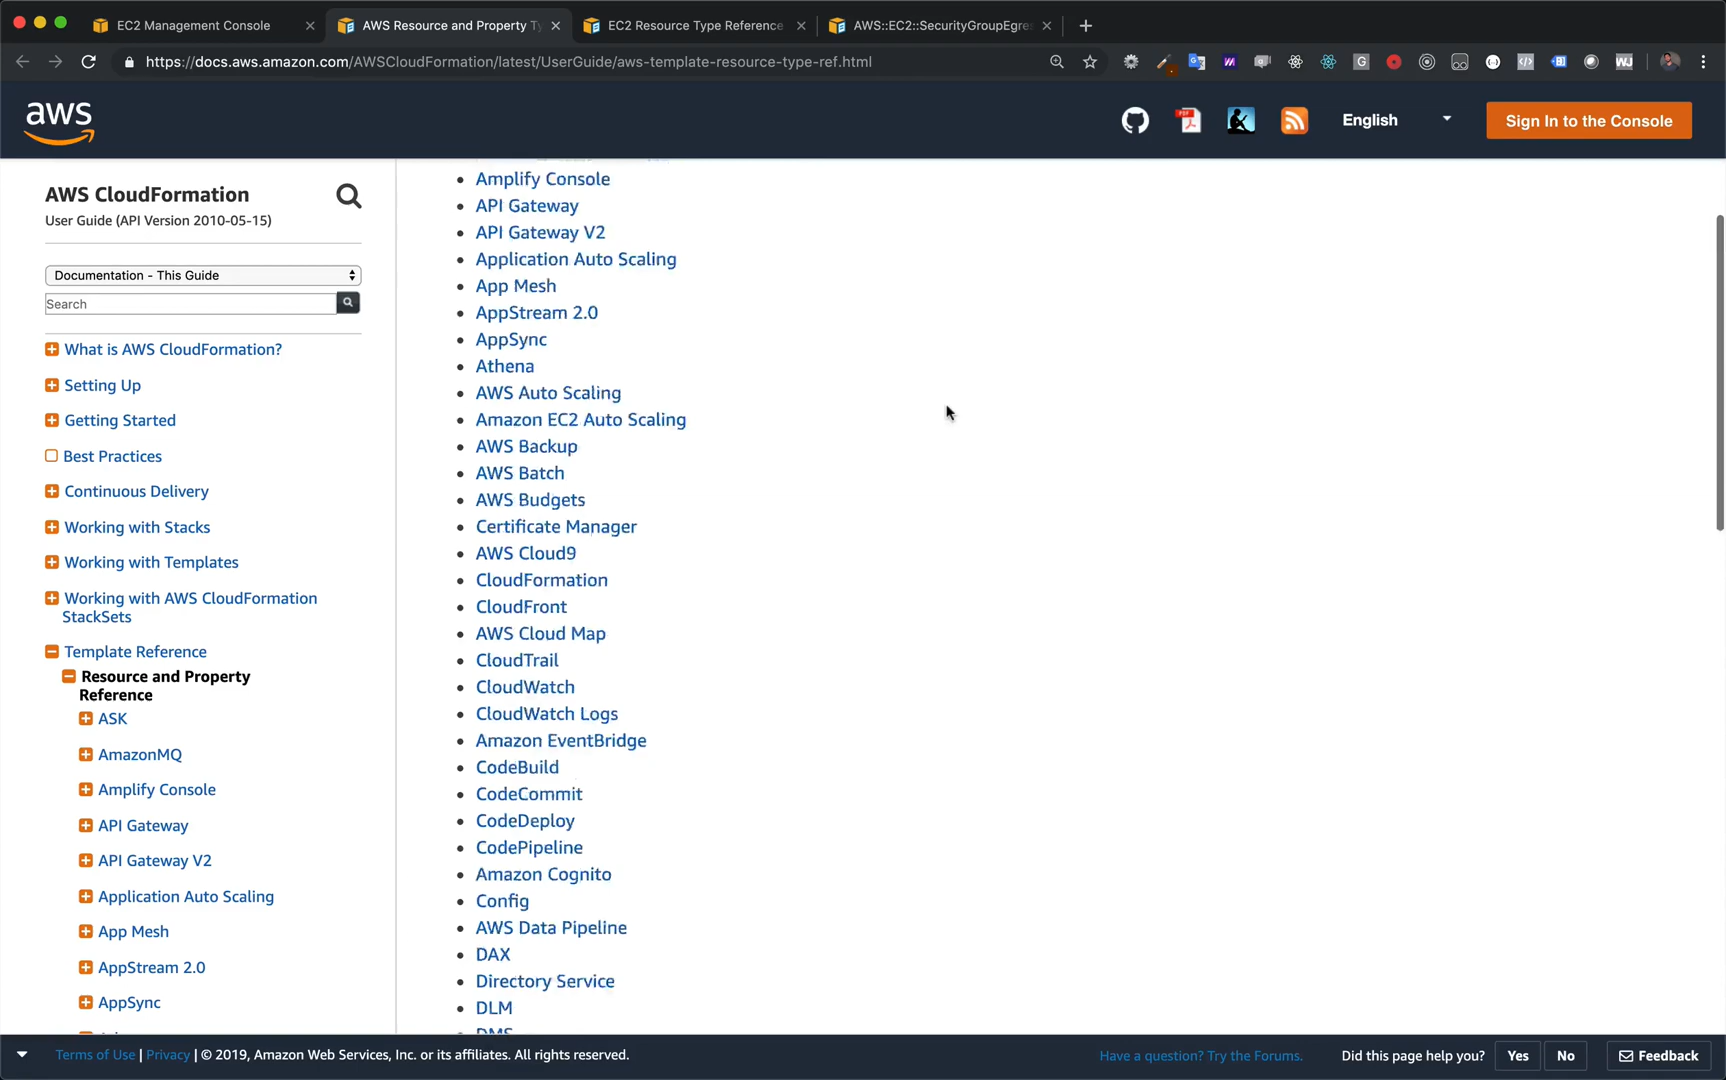 EC2 Management Console
AWS Resource and Property Ty
EC2 Resource Type Reference
AWS::EC2::SecurityGroupEgres
https://docs.aws.amazon.com/AWSCloudFormation/latest/UserGuide/aws-template-resource-type-ref.html
aws
English
Sign In to the Console
AWS CloudFormation
User Guide (API Version 2010-05-15)
Documentation - This Guide
Search
What is AWS CloudFormation?
Setting Up
Getting Started
Best Practices
Continuous Delivery
Working with Stacks
Working with Templates
Working with AWS CloudFormation
StackSets
Template Reference
Resource and Property
Reference
ASK
AmazonMQ
Amplify Console
API Gateway
API Gateway V2
Application Auto Scaling
App Mesh
AppStream 2.0
AppSync
Amplify Console
API Gateway
API Gateway V2
Application Auto Scaling
App Mesh
AppStream 2.0
AppSync
Athena
AWS Auto Scaling
Amazon EC2 Auto Scaling
AWS Backup
AWS Batch
AWS Budgets
Certificate Manager
AWS Cloud9
CloudFormation
CloudFront
AWS Cloud Map
CloudTrail
CloudWatch
CloudWatch Logs
Amazon EventBridge
CodeBuild
CodeCommit
CodeDeploy
CodePipeline
Amazon Cognito
Config
AWS Data Pipeline
DAX
Directory Service
DLM
DMS
Terms of Use | Privacy | © 2019, Amazon Web Services, Inc. or its affiliates. All rights reserved.
Have a question? Try the Forums.
Did this page help you?
Yes
No
Feedback